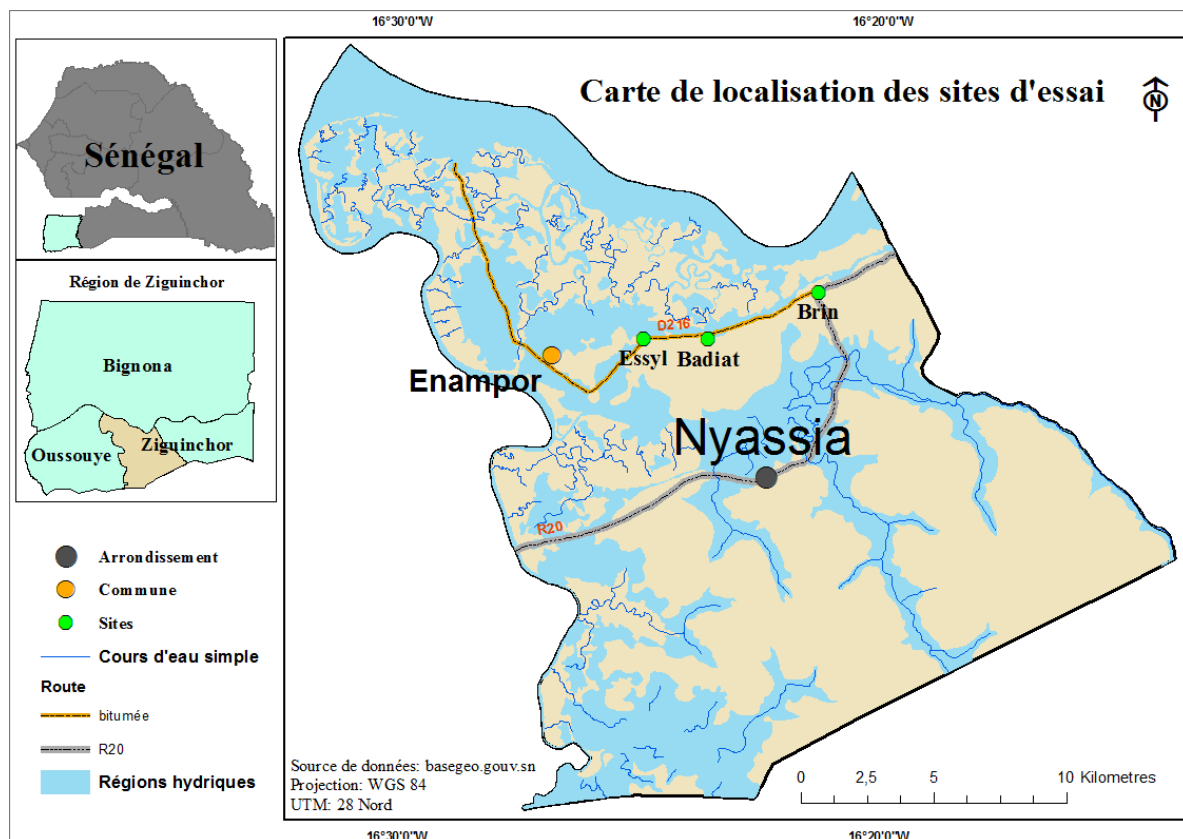 16°30'0"W
16°20'0"W
Sénégal
Région de Ziguinchor
Bignona
Oussouye
Ziguinchor
Arrondissement
Commune
Sites
Cours d'eau simple
Route
bitumée
R20
Régions hydriques
Carte de localisation des sites d'essai
N
D216
Brin
Essyl
Badiat
Enampor
Nyassia
R20
Source de données: basegeo.gouv.sn
Projection: WGS 84
UTM: 28 Nord
0 2,5 5 10 Kilometres
16°30'0"W
16°20'0"W